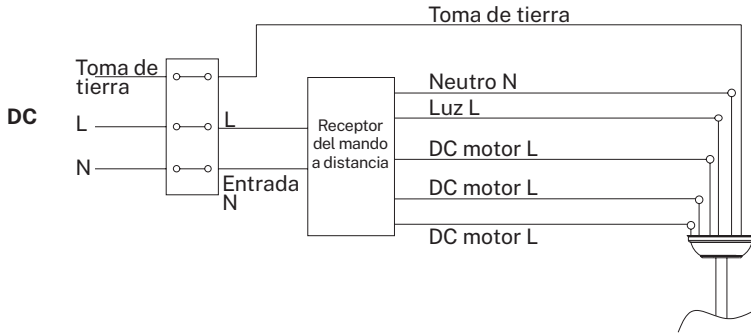 Toma de tierra
Toma de
tierra
DC
L
L
N
Entrada
N
Receptor
del mando
a distancia
Neutro N
Luz L
DC motor L
DC motor L
DC motor L